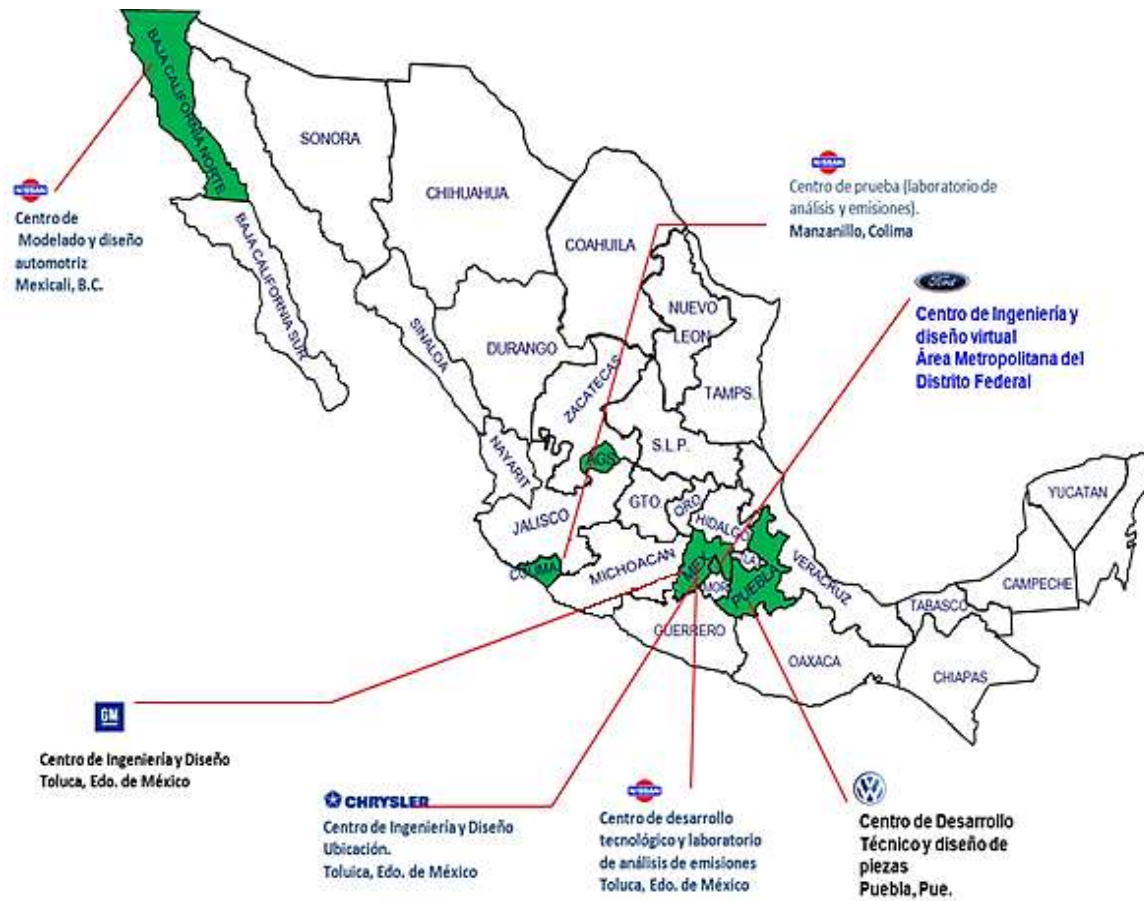 BAJA CALIFORNIA NORTE
SONORA
CHIHUAHUA
COAHUILA
BAJA CALIFORNIA SUR
SINALOA
DURANGO
NUEVO
LEON
TAMPS.
ZACATECAS
S.L.P.
NAYARIT
AGS
JALISCO
GTO
QRO
HIDALGO
COLIMA
MICHOACAN
MEX
MOR
PUEBLA
VERACRUZ
GUERRERO
OAXACA
TABASCO
CHIAPAS
CAMPECHE
YUCATAN
NISSAN
Centro de
Modelado y diseño
automotriz
Mexicali, B.C.
NISSAN
Centro de prueba (laboratorio de
análisis y emisiones).
Manzanillo, Colima
Ford
Centro de Ingeniería y
diseño virtual
Área Metropolitana del
Distrito Federal
GM
Centro de Ingeniería y Diseño
Toluca, Edo. de México
CHRYSLER
Centro de Ingeniería y Diseño
Ubicación.
Toluica, Edo. de México
NISSAN
Centro de desarrollo
tecnológico y laboratorio
de análisis de emisiones
Toluca, Edo. de México
Centro de Desarrollo
Técnico y diseño de
piezas
Puebla, Pue.